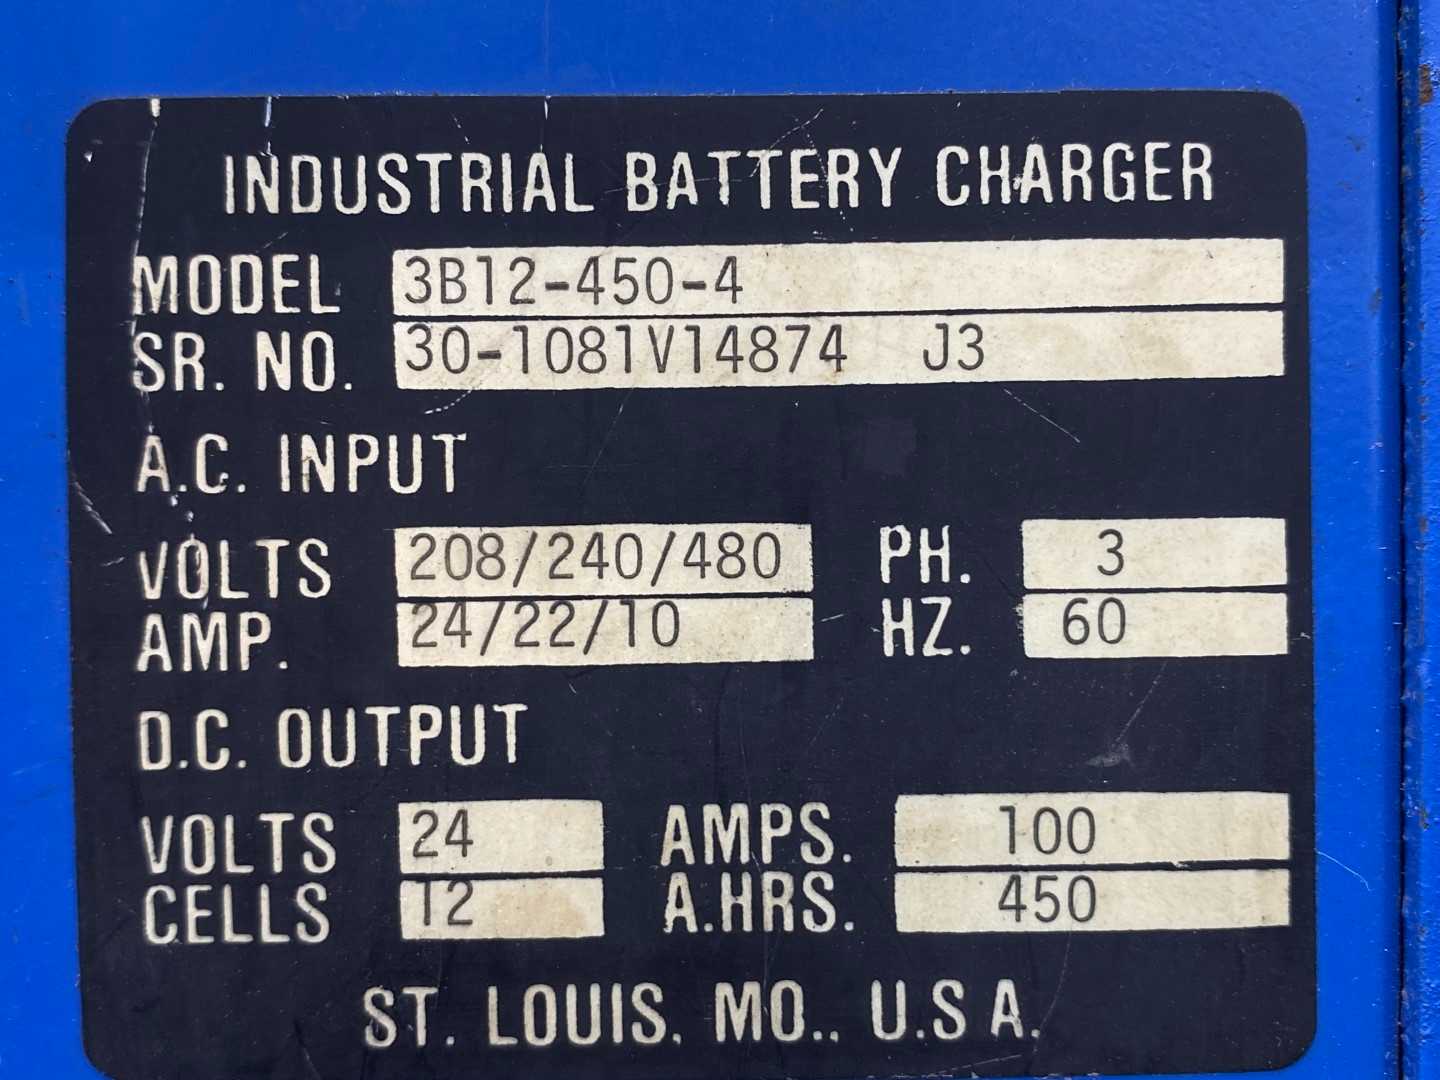 INDUSTRIAL BATTERY CHARGER
MODEL 3B12-450-4
SR. NO. 30-1081V14874 J3
A.C. INPUT
VOLTS 208/240/480 PH. 3
AMP. 24/22/10 HZ. 60
D.C. OUTPUT
VOLTS 24 AMPS. 100
CELLS 12 A.HRS. 450
ST. LOUIS, MO., U.S.A.